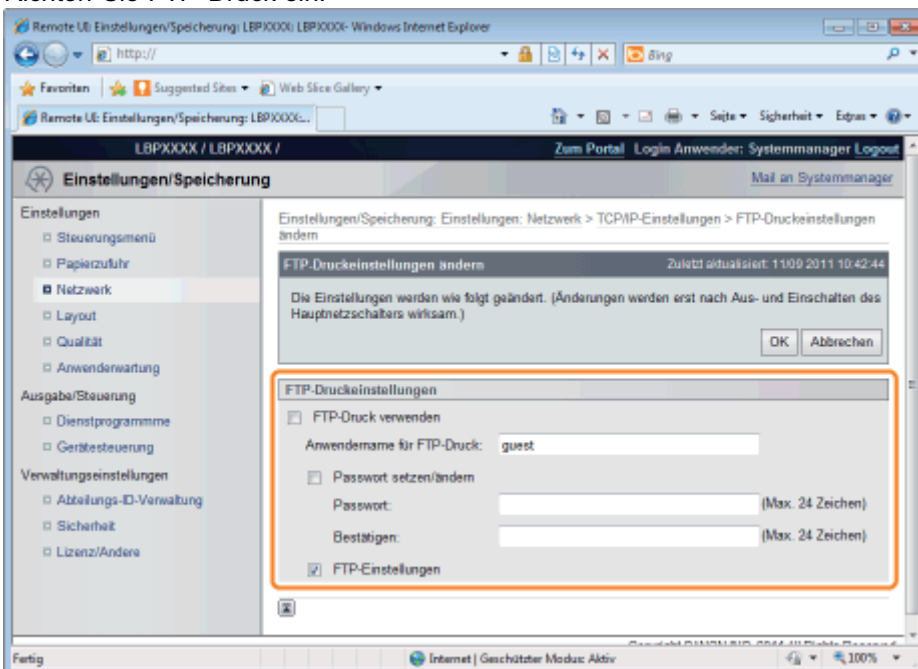 Remote UI: Einstellungen/Speicherung: LBPXXXX: LBPXXXX- Windows Internet Explorer
http://
Bing
Favoriten Suggested Sites Web Slice Gallery
Remote UI: Einstellungen/Speicherung: LBPXXXX:...
Seite Sicherheit Extras
LBPXXXX / LBPXXXX / Zum Portal Login Anwender: Systemmanager Logout
Einstellungen/Speicherung Mail an Systemmanager
Einstellungen
Steuerungsmenü
Papierzufuhr
Netzwerk
Layout
Qualität
Anwenderwartung
Ausgabe/Steuerung
Dienstprogrammme
Gerätesteuerung
Verwaltungseinstellungen
Abteilungs-ID-Verwaltung
Sicherheit
Lizenz/Andere
Einstellungen/Speicherung: Einstellungen: Netzwerk > TCP/IP-Einstellungen > FTP-Druckeinstellungen
ändern
FTP-Druckeinstellungen ändern Zuletzt aktualisiert: 11/09 2011 10:42:44
Die Einstellungen werden wie folgt geändert. (Änderungen werden erst nach Aus- und Einschalten des
Hauptnetzschalters wirksam.)
OK Abbrechen
FTP-Druckeinstellungen
FTP-Druck verwenden
Anwendername für FTP-Druck: guest
Passwort setzen/ändern
Passwort: (Max. 24 Zeichen)
Bestätigen: (Max. 24 Zeichen)
FTP-Einstellungen
Fertig Internet | Geschützter Modus: Aktiv 100%